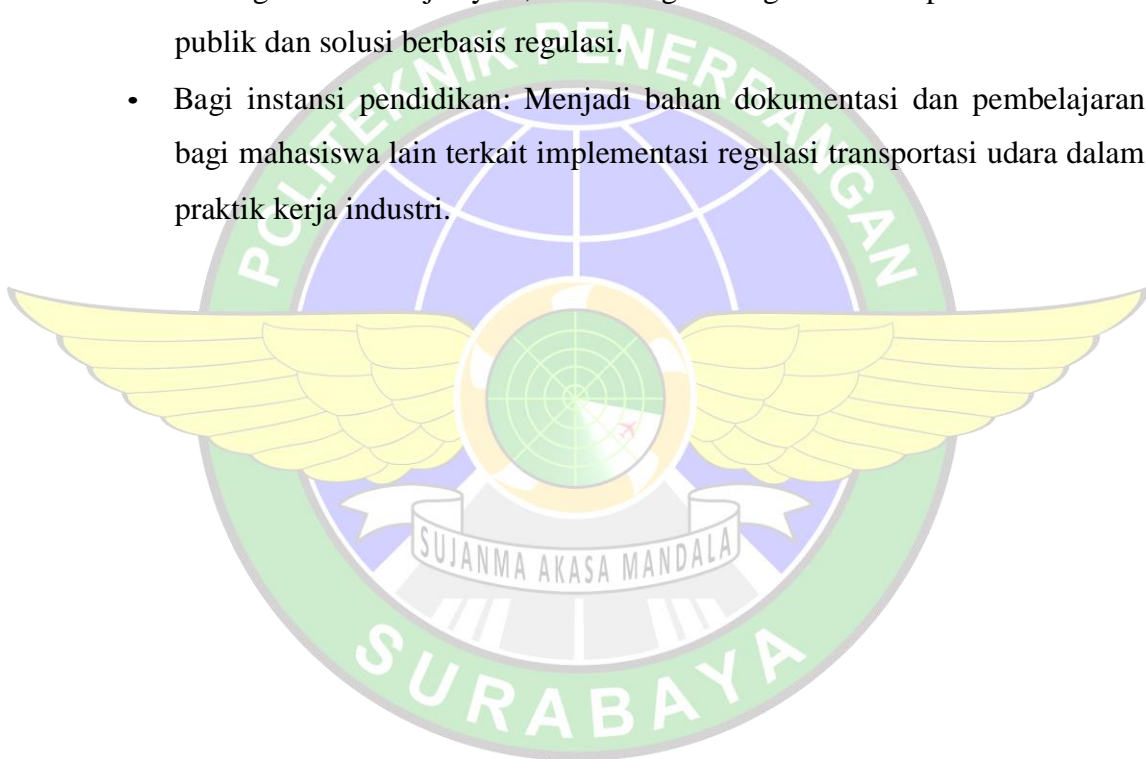 publik dan solusi berbasis regulasi.
• Bagi instansi pendidikan: Menjadi bahan dokumentasi dan pembelajaran
bagi mahasiswa lain terkait implementasi regulasi transportasi udara dalam
praktik kerja industri.
POLITEKNIK PENERBANGAN
SUJANMA AKASA MANDALA
SURABAYA